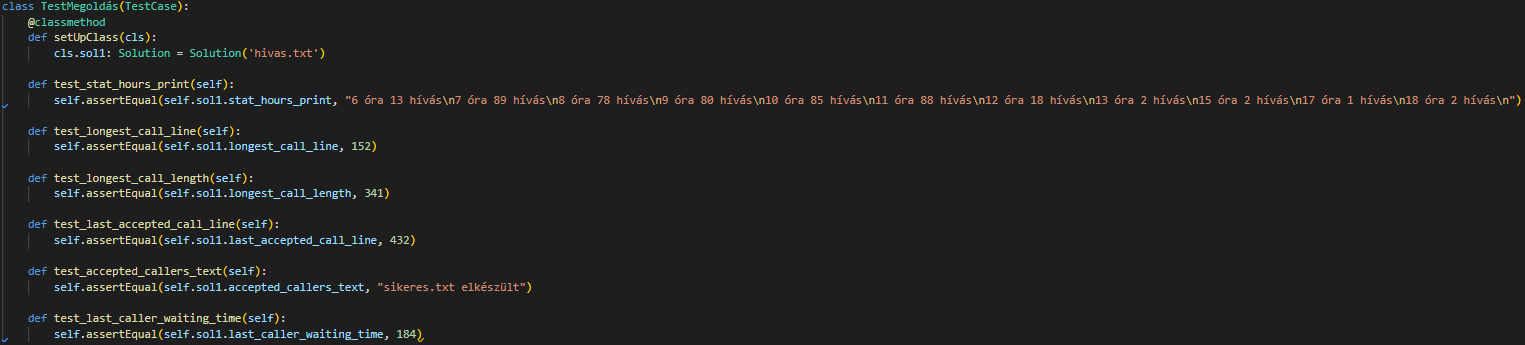 class TestMegoldás(TestCase):
    @classmethod
    def setUpClass(cls):
        cls.sol1: Solution = Solution('hivas.txt')
    def test_stat_hours_print(self):
        self.assertEqual(self.sol1.stat_hours_print, "6 óra 13 hívás\n7 óra 89 hívás\n8 óra 78 hívás\n9 óra 80 hívás\n10 óra 85 hívás\n11 óra 88 hívás\n12 óra 18 hívás\n13 óra 2 hívás\n15 óra 2 hívás\n17 óra 1 hívás\n18 óra 2 hívás\n")
    def test_longest_call_line(self):
        self.assertEqual(self.sol1.longest_call_line, 152)
    def test_longest_call_length(self):
        self.assertEqual(self.sol1.longest_call_length, 341)
    def test_last_accepted_call_line(self):
        self.assertEqual(self.sol1.last_accepted_call_line, 432)
    def test_accepted_callers_text(self):
        self.assertEqual(self.sol1.accepted_callers_text, "sikeres.txt elkészült")
    def test_last_caller_waiting_time(self):
        self.assertEqual(self.sol1.last_caller_waiting_time, 184)